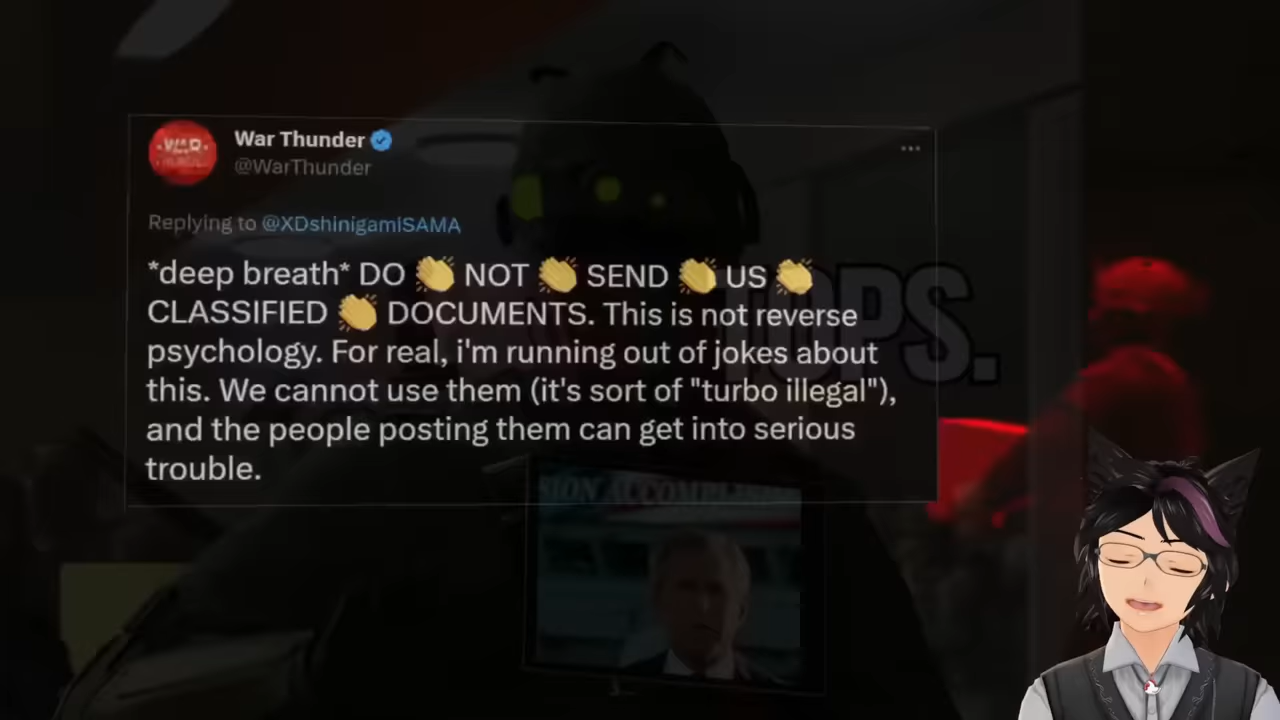 War Thunder
@WarThunder
Replying to @XDshinigamiSAMA
*deep breath* DO 👏 NOT 👏 SEND 👏 US 👏
CLASSIFIED 👏 DOCUMENTS. This is not reverse
psychology. For real, i'm running out of jokes about
this. We cannot use them (it's sort of "turbo illegal"),
and the people posting them can get into serious
trouble.
OPS.